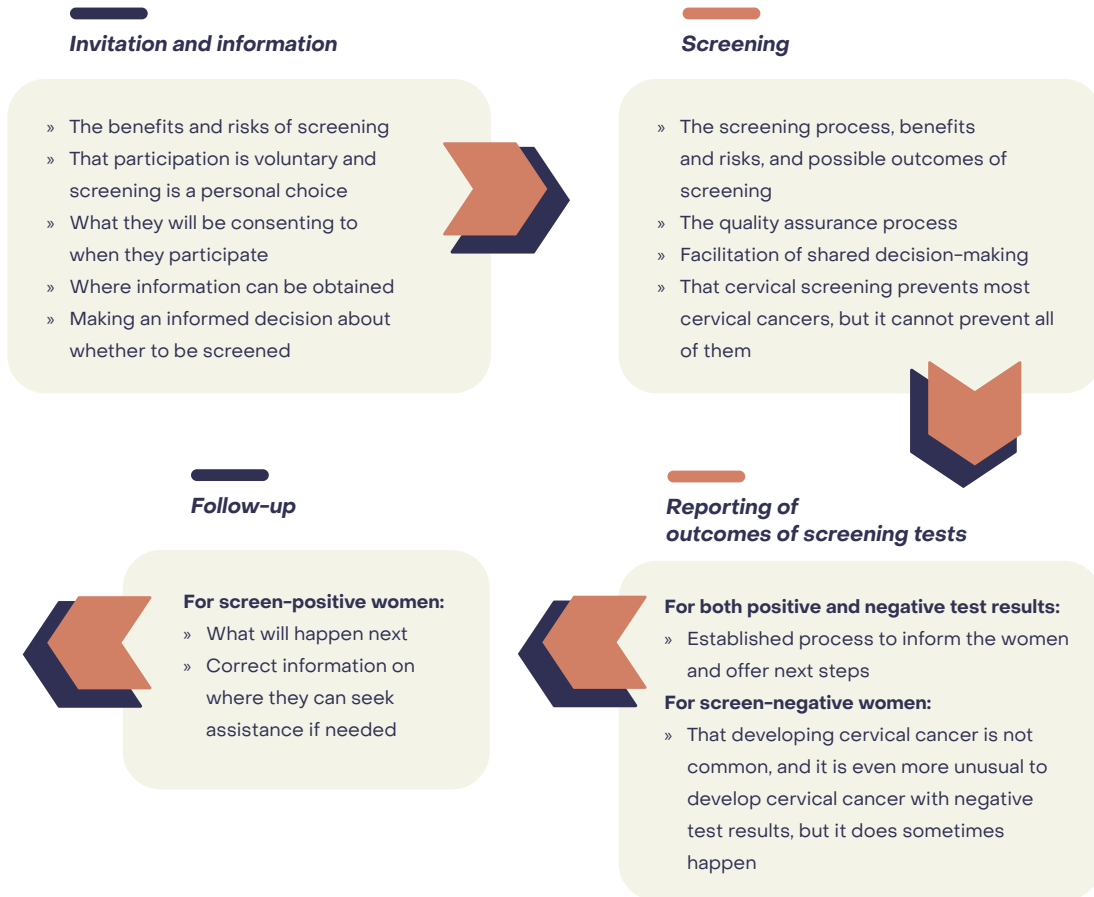 Invitation and information
» The benefits and risks of screening
» That participation is voluntary and
screening is a personal choice
» What they will be consenting to
when they participate
» Where information can be obtained
» Making an informed decision about
whether to be screened
Screening
» The screening process, benefits
and risks, and possible outcomes of
screening
» The quality assurance process
» Facilitation of shared decision-making
» That cervical screening prevents most
cervical cancers, but it cannot prevent all
of them
Reporting of
outcomes of screening tests
For both positive and negative test results:
» Established process to inform the women
and offer next steps
For screen-negative women:
» That developing cervical cancer is not
common, and it is even more unusual to
develop cervical cancer with negative
test results, but it does sometimes
happen
Follow-up
For screen-positive women:
» What will happen next
» Correct information on
where they can seek
assistance if needed